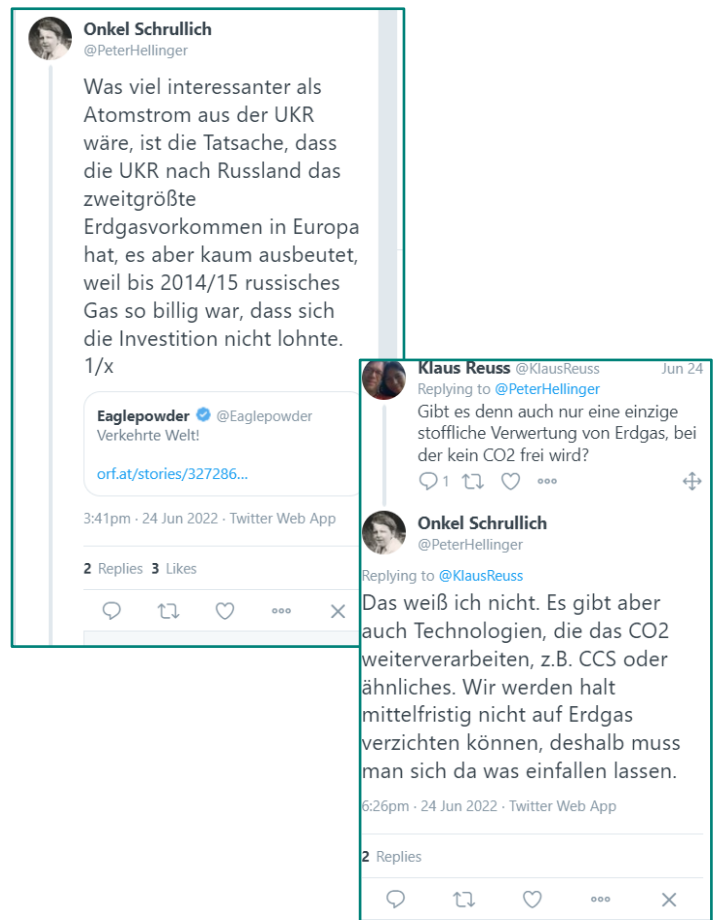 Onkel Schrullich
@PeterHellinger
Was viel interessanter als
Atomstrom aus der UKR
wäre, ist die Tatsache, dass
die UKR nach Russland das
zweitgrößte
Erdgasvorkommen in Europa
hat, es aber kaum ausbeutet,
weil bis 2014/15 russisches
Gas so billig war, dass sich
die Investition nicht lohnte.
1/x
Eaglepowder @Eaglepowder
Verkehrte Welt!
orf.at/stories/327286...
3:41pm · 24 Jun 2022 · Twitter Web App
2 Replies 3 Likes
Klaus Reuss @KlausReuss Jun 24
Replying to @PeterHellinger
Gibt es denn auch nur eine einzige
stoffliche Verwertung von Erdgas, bei
der kein CO2 frei wird?
1
Onkel Schrullich
@PeterHellinger
Replying to @KlausReuss
Das weiß ich nicht. Es gibt aber
auch Technologien, die das CO2
weiterverarbeiten, z.B. CCS oder
ähnliches. Wir werden halt
mittelfristig nicht auf Erdgas
verzichten können, deshalb muss
man sich da was einfallen lassen.
6:26pm · 24 Jun 2022 · Twitter Web App
2 Replies